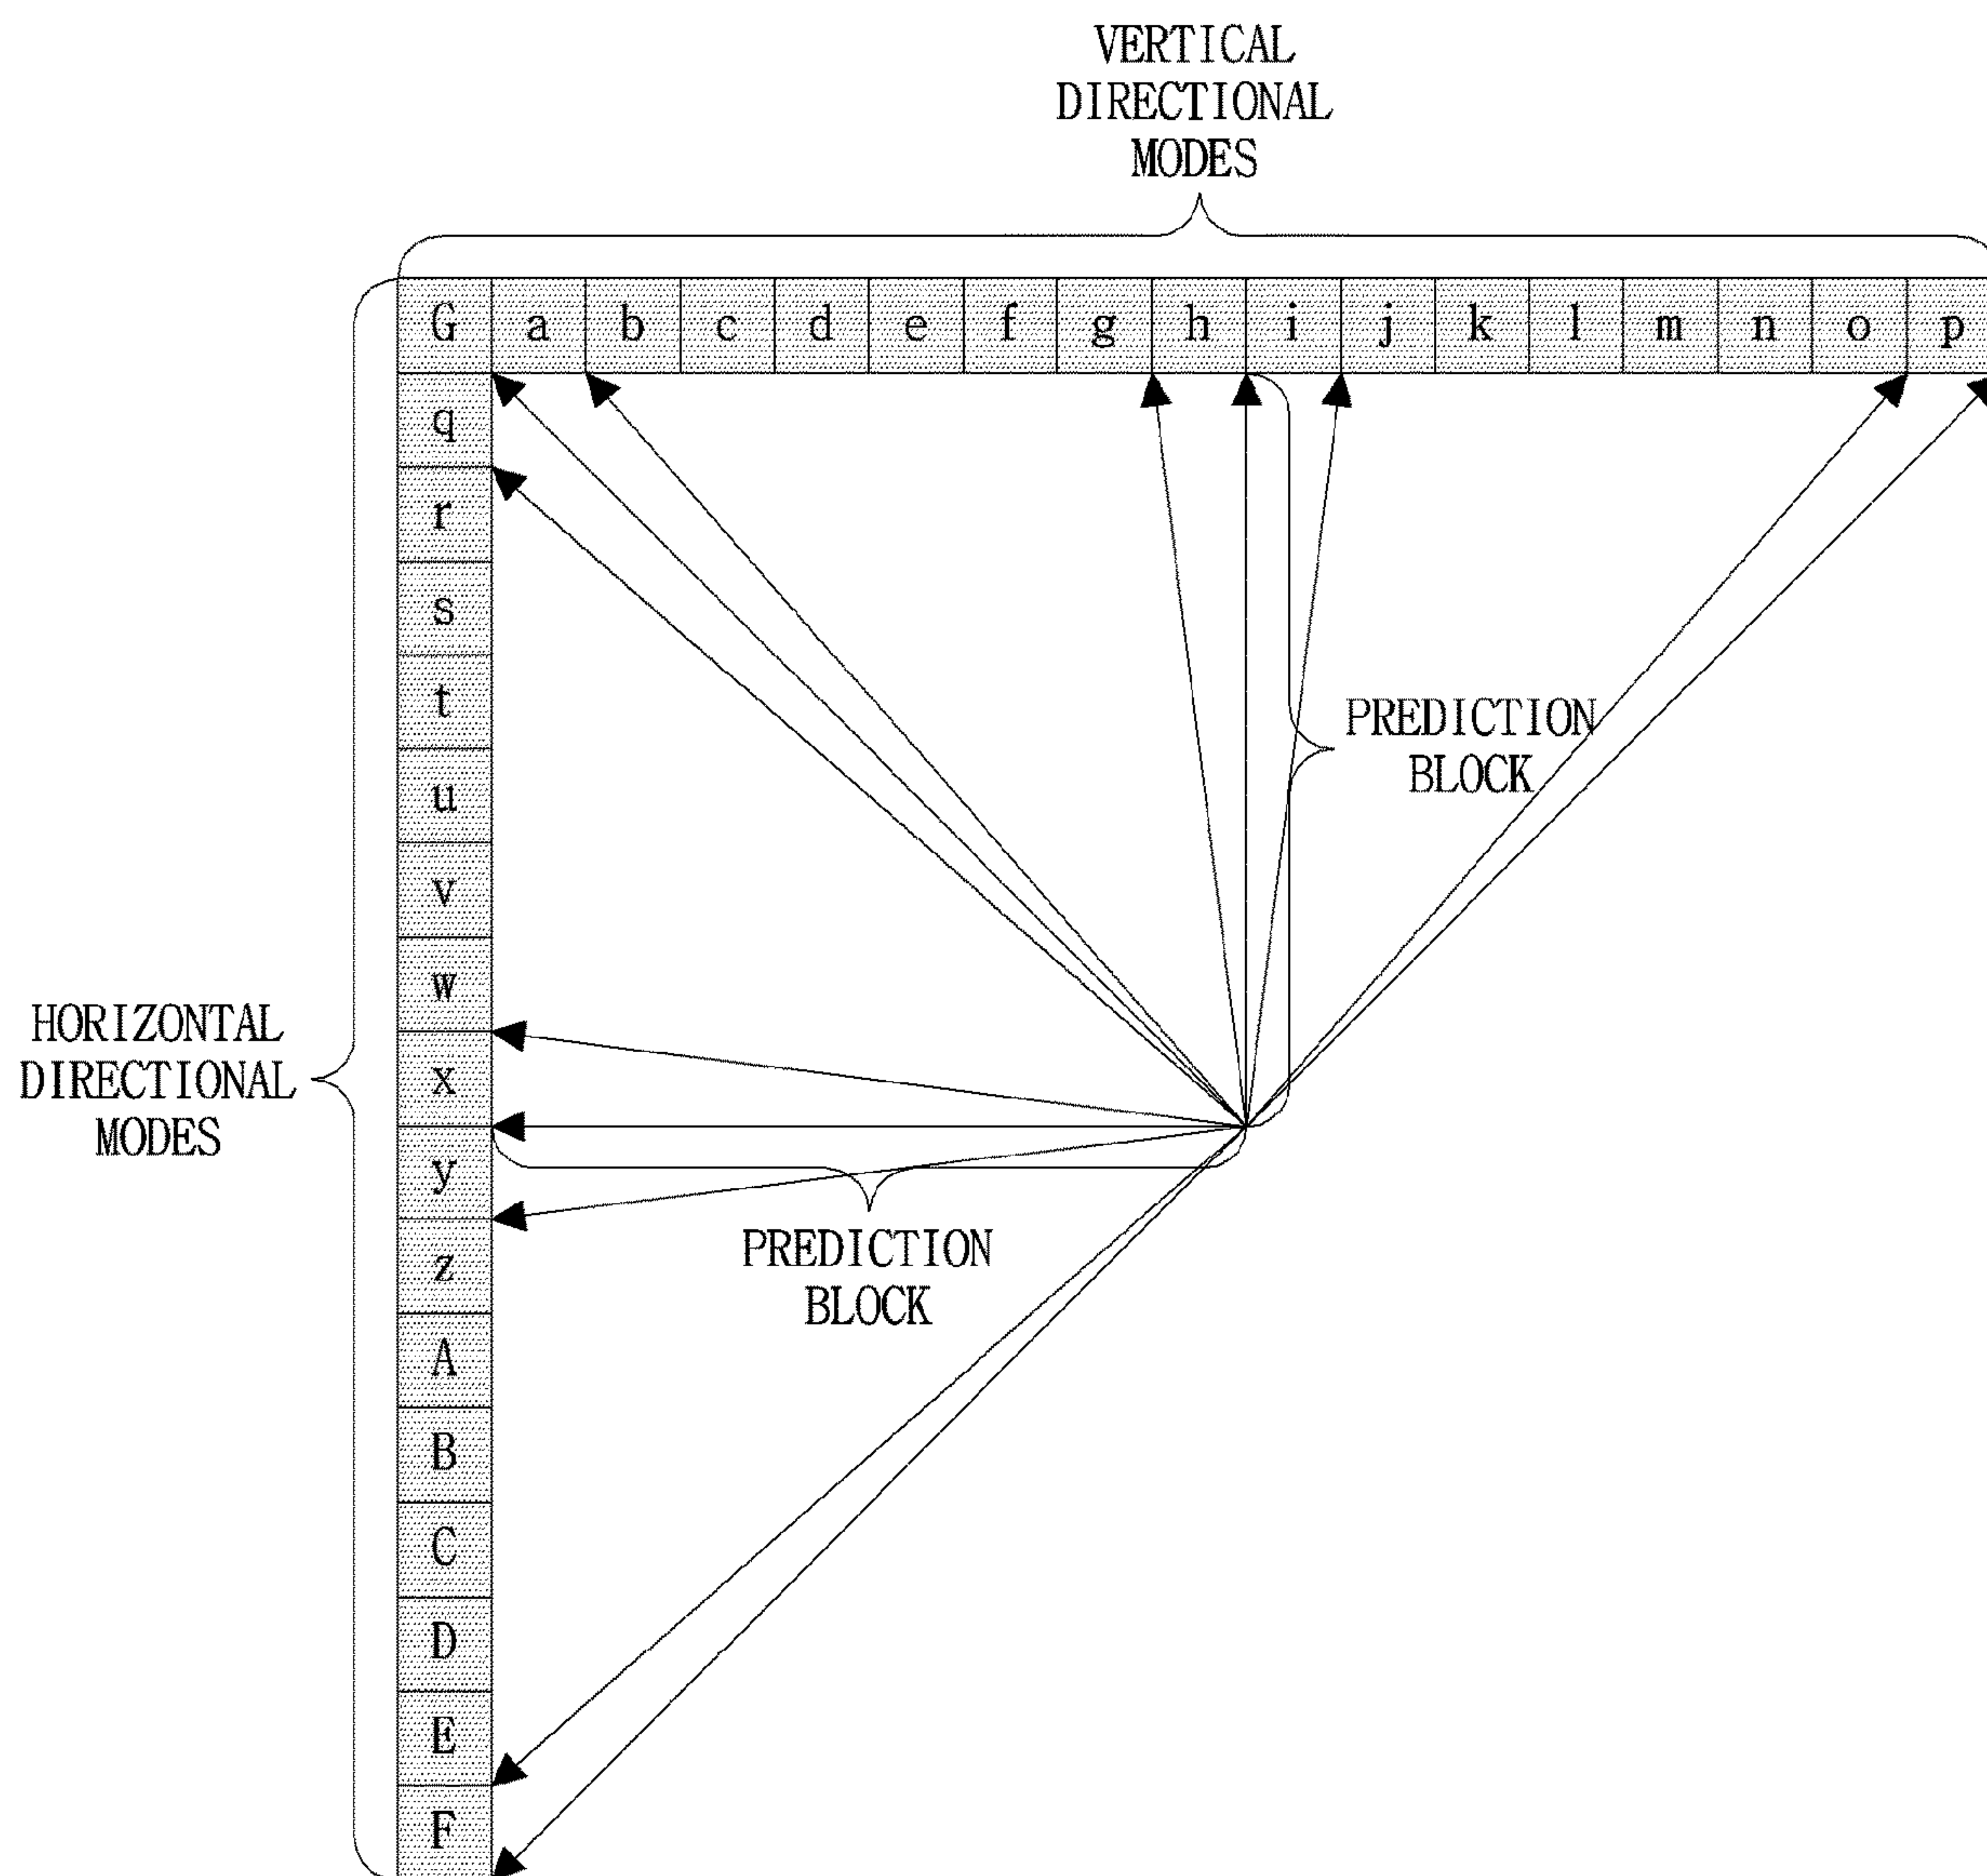 VERTICAL
DIRECTIONAL
MODES
G a b c d e f g h i j k l m n o p
q
r
s
t
u
v
w
x
y
z
A
B
C
D
E
F
PREDICTION
BLOCK
HORIZONTAL
DIRECTIONAL
MODES
PREDICTION
BLOCK